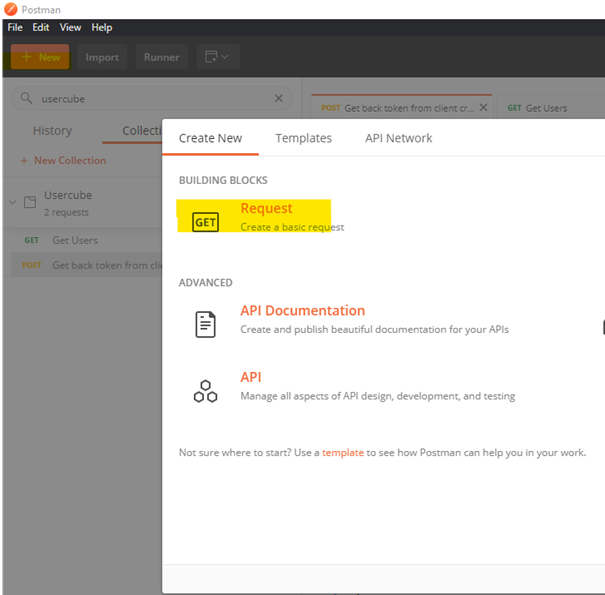 Postman
File Edit View Help
+ New Import Runner
usercube
History Collecti
POST Get back token from client cr... GET Get Users
+ New Collection
Usercube
2 requests
GET Get Users
POST Get back token from clie
Create New Templates API Network
BUILDING BLOCKS
GET
Request
Create a basic request
ADVANCED
API Documentation
Create and publish beautiful documentation for your APIs
API
Manage all aspects of API design, development, and testing
Not sure where to start? Use a template to see how Postman can help you in your work.